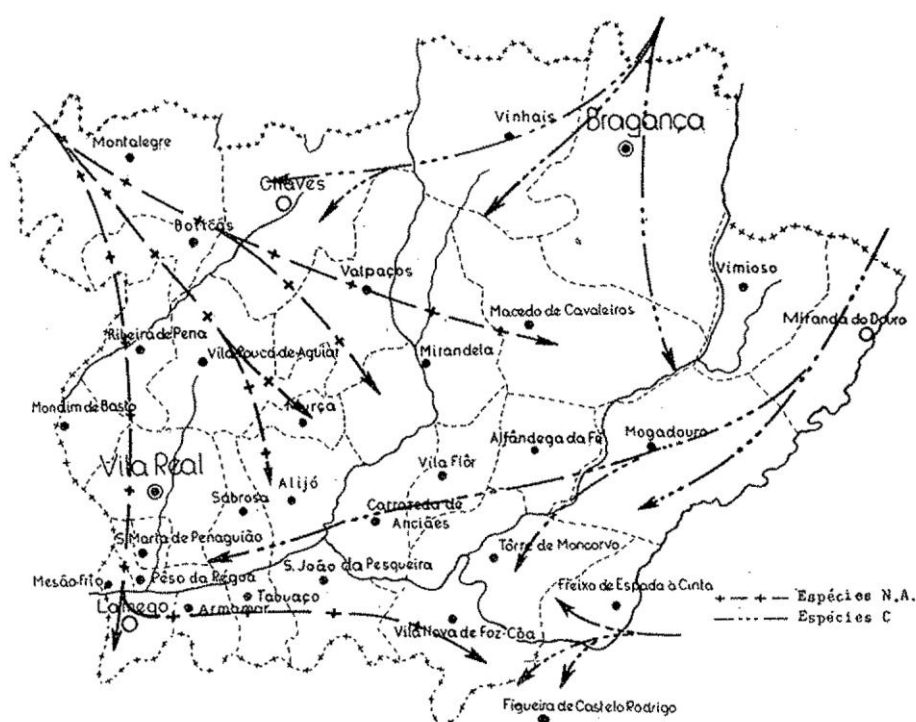 Vinhais
Bragança
Montalegre
Chaves
Boticas
Valpaços
Vimioso
Macedo de Cavaleiros
Miranda do Douro
Ribeira de Pena
Vila Pouca de Aguiar
Mirandela
Mondim de Basto
Murça
Alfândega da Fé
Mogadouro
Vila Flôr
Vila Real
Sabrosa
Alijó
Carrazeda de
Anciães
S. Marta de Penaguião
Tôrre de Moncorvo
Mesão-frio
Pêso da Régua
S. João da Pesqueira
Freixo de Espada à Cinta
Tabuaço
Lamego
Armamar
Vila Nova de Foz-Côa
Espécies N.A.
Espécies C
Figueira de Castelo Rodrigo